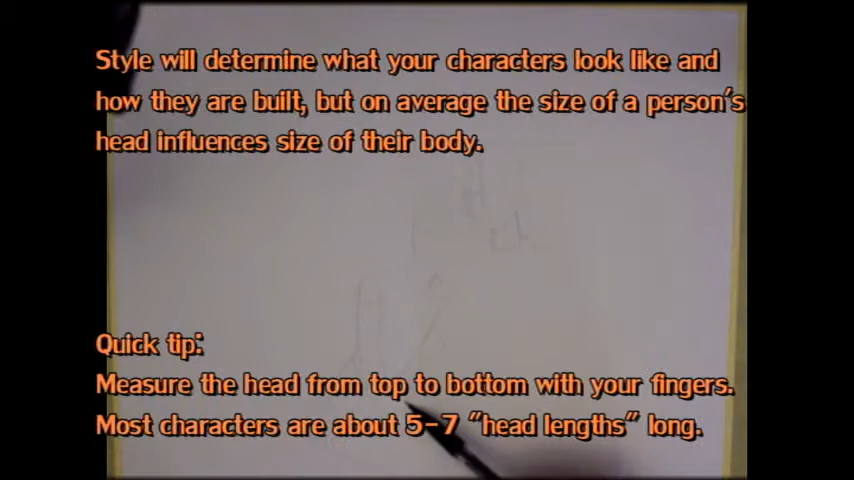 Style will determine what your characters look like and
how they are built, but on average the size of a person's
head influences size of their body.
Quick tip:
Measure the head from top to bottom with your fingers.
Most characters are about 5-7 "head lengths" long.